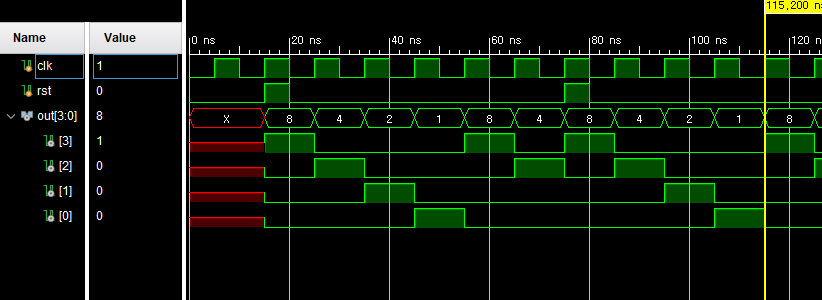 115,200 ns
Name Value
0 ns 20 ns 40 ns 60 ns 80 ns 100 ns 120 ns
clk 1
rst 0
out[3:0] 8 X 8 4 2 1 8 4 8 4 2 1 8
[3] 1
[2] 0
[1] 0
[0] 0